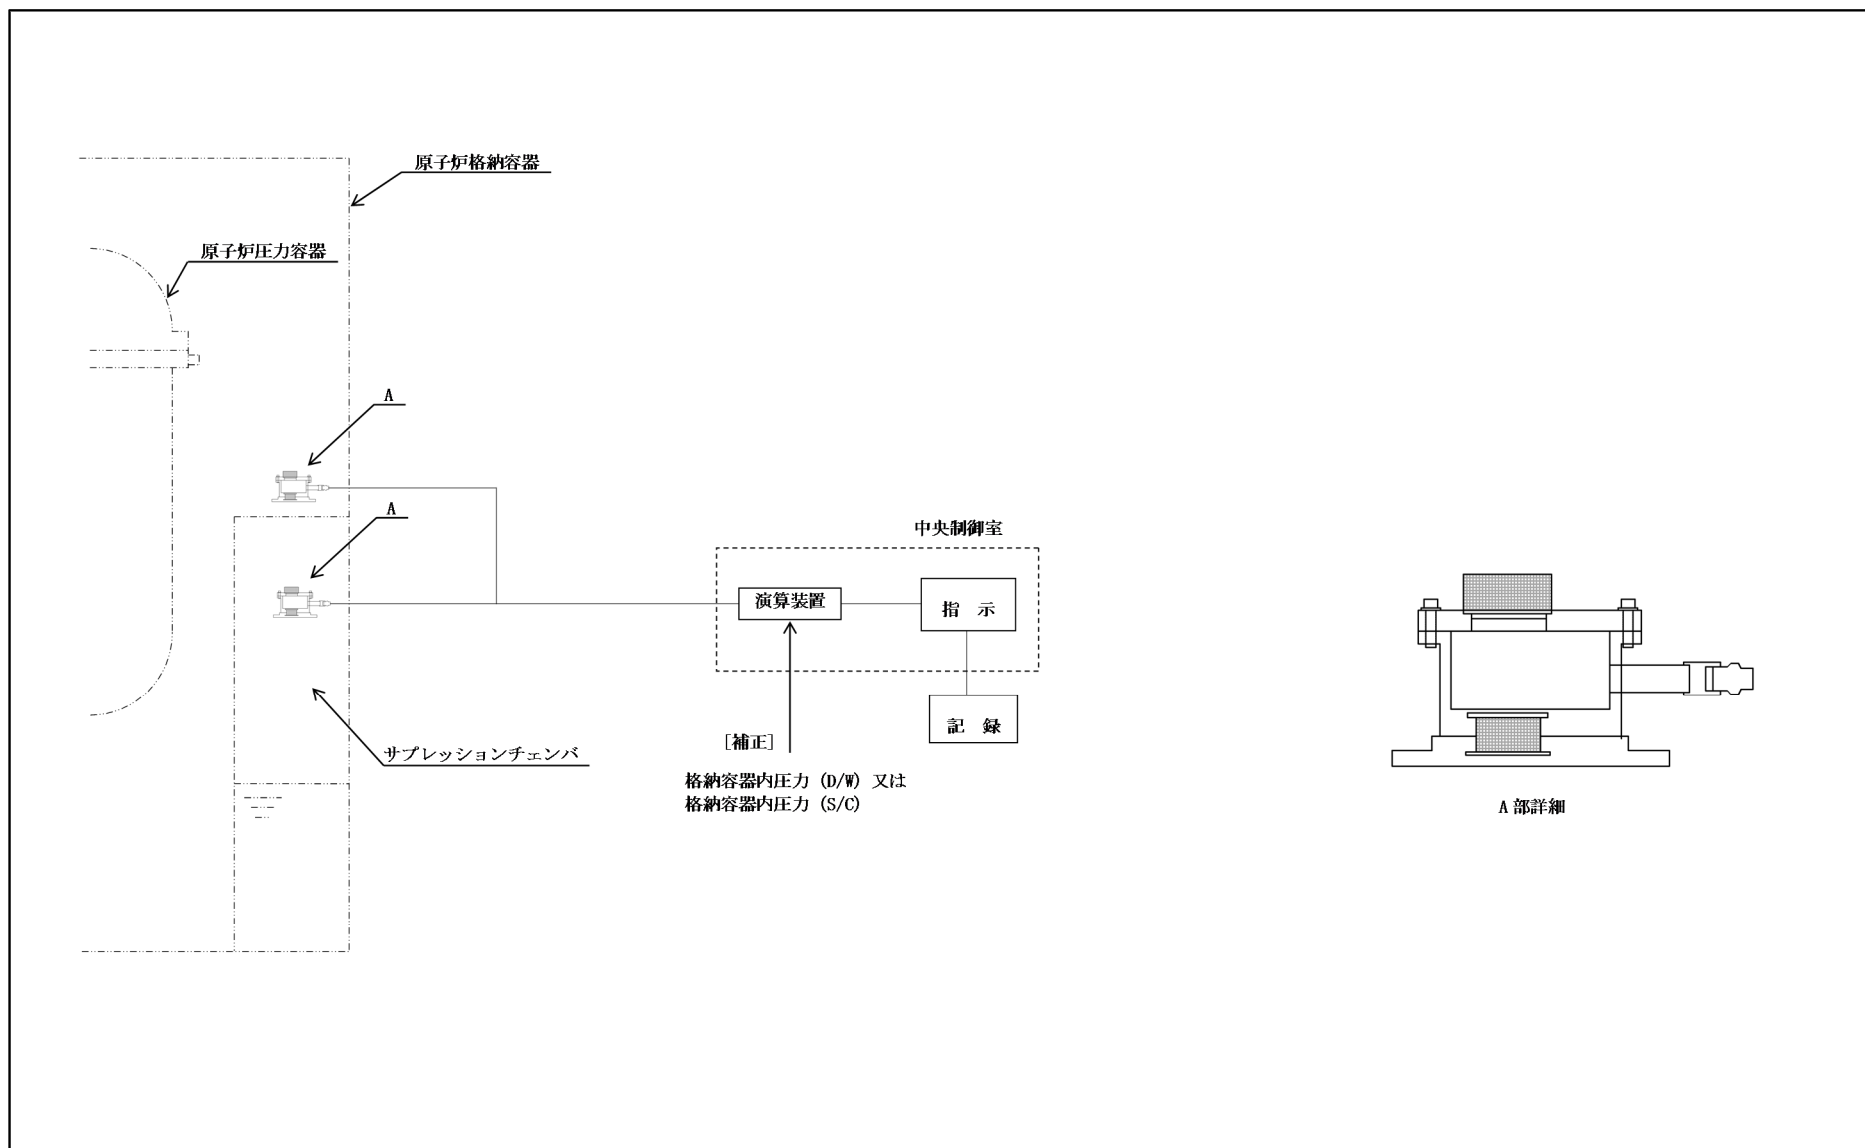 原子炉格納容器
原子炉圧力容器
A
A
中央制御室
演算装置
指 示
記 録
サプレッションチェンバ
[補正]
格納容器内圧力 (D/W) 又は
格納容器内圧力 (S/C)
A 部詳細